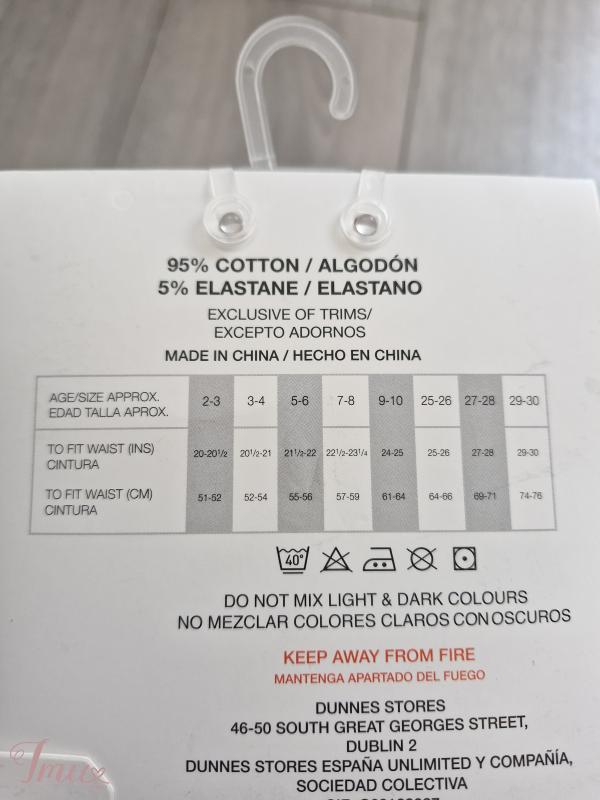 95% COTTON / ALGODÓN
5% ELASTANE / ELASTANO
EXCLUSIVE OF TRIMS/
EXCEPTO ADORNOS
MADE IN CHINA / HECHO EN CHINA
AGE/SIZE APPROX. 2-3 3-4 5-6 7-8 9-10 25-26 27-28 29-30
EDAD TALLA APROX.
TO FIT WAIST (INS) 20-20½ 20½-21 21½-22 22½-23¼ 24-25 25-26 27-28 29-30
CINTURA
TO FIT WAIST (CM) 51-52 52-54 55-56 57-59 61-64 64-66 69-71 74-76
CINTURA
40°
DO NOT MIX LIGHT & DARK COLOURS
NO MEZCLAR COLORES CLAROS CON OSCUROS
KEEP AWAY FROM FIRE
MANTENGA APARTADO DEL FUEGO
DUNNES STORES
46-50 SOUTH GREAT GEORGES STREET,
DUBLIN 2
DUNNES STORES ESPAÑA UNLIMITED Y COMPAÑÍA,
SOCIEDAD COLECTIVA
Imu